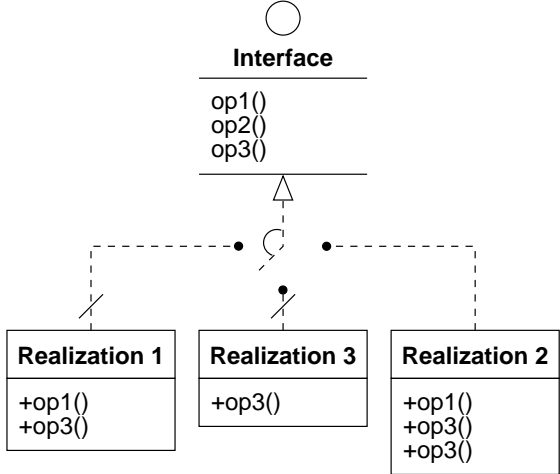 Interface
op1()
op2()
op3()
Realization 1
+op1()
+op3()
Realization 3
+op3()
Realization 2
+op1()
+op3()
+op3()